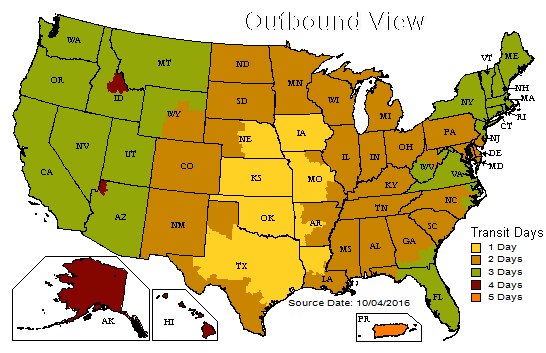 Outbound View
WA
OR
CA
NV
ID
MT
WY
UT
AZ
CO
NM
ND
SD
NE
KS
OK
TX
MN
IA
MO
AR
LA
WI
IL
MI
IN
OH
KY
TN
MS
AL
GA
FL
SC
NC
VA
WV
PA
NY
VT
ME
NH
MA
RI
CT
NJ
DE
MD
AK
HI
PR
Transit Days
1 Day
2 Days
3 Days
4 Days
5 Days
Source Date: 10/04/2016